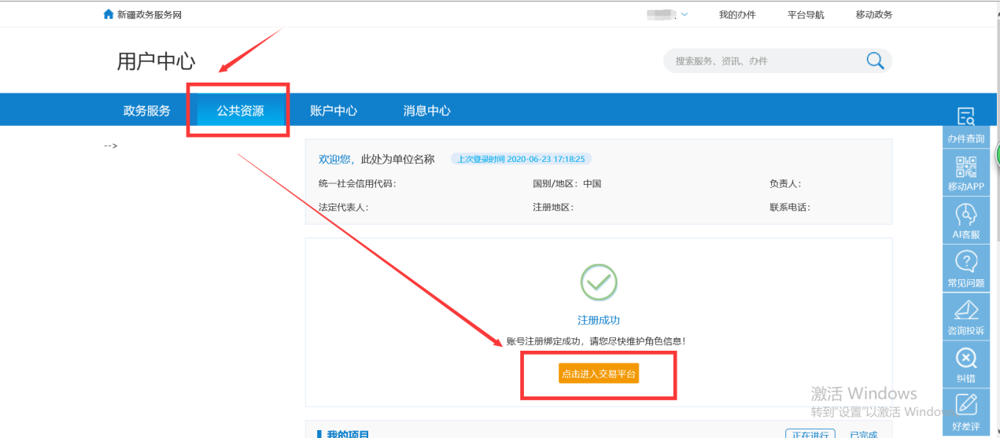 新疆政务服务网
我的办件
平台导航
移动政务
用户中心
搜索服务、资讯、办件
政务服务
公共资源
账户中心
消息中心
-->
欢迎您，此处为单位名称
上次登录时间 2020-06-23 17:18:25
统一社会信用代码：
国别/地区：中国
负责人：
法定代表人：
注册地区：
联系电话：
注册成功
账号注册绑定成功，请您尽快维护角色信息！
点击进入交易平台
我的项目
正在进行
已完成
办件查询
移动APP
AI客服
常见问题
咨询投诉
纠错
好差评
激活 Windows
转到"设置"以激活 Windo